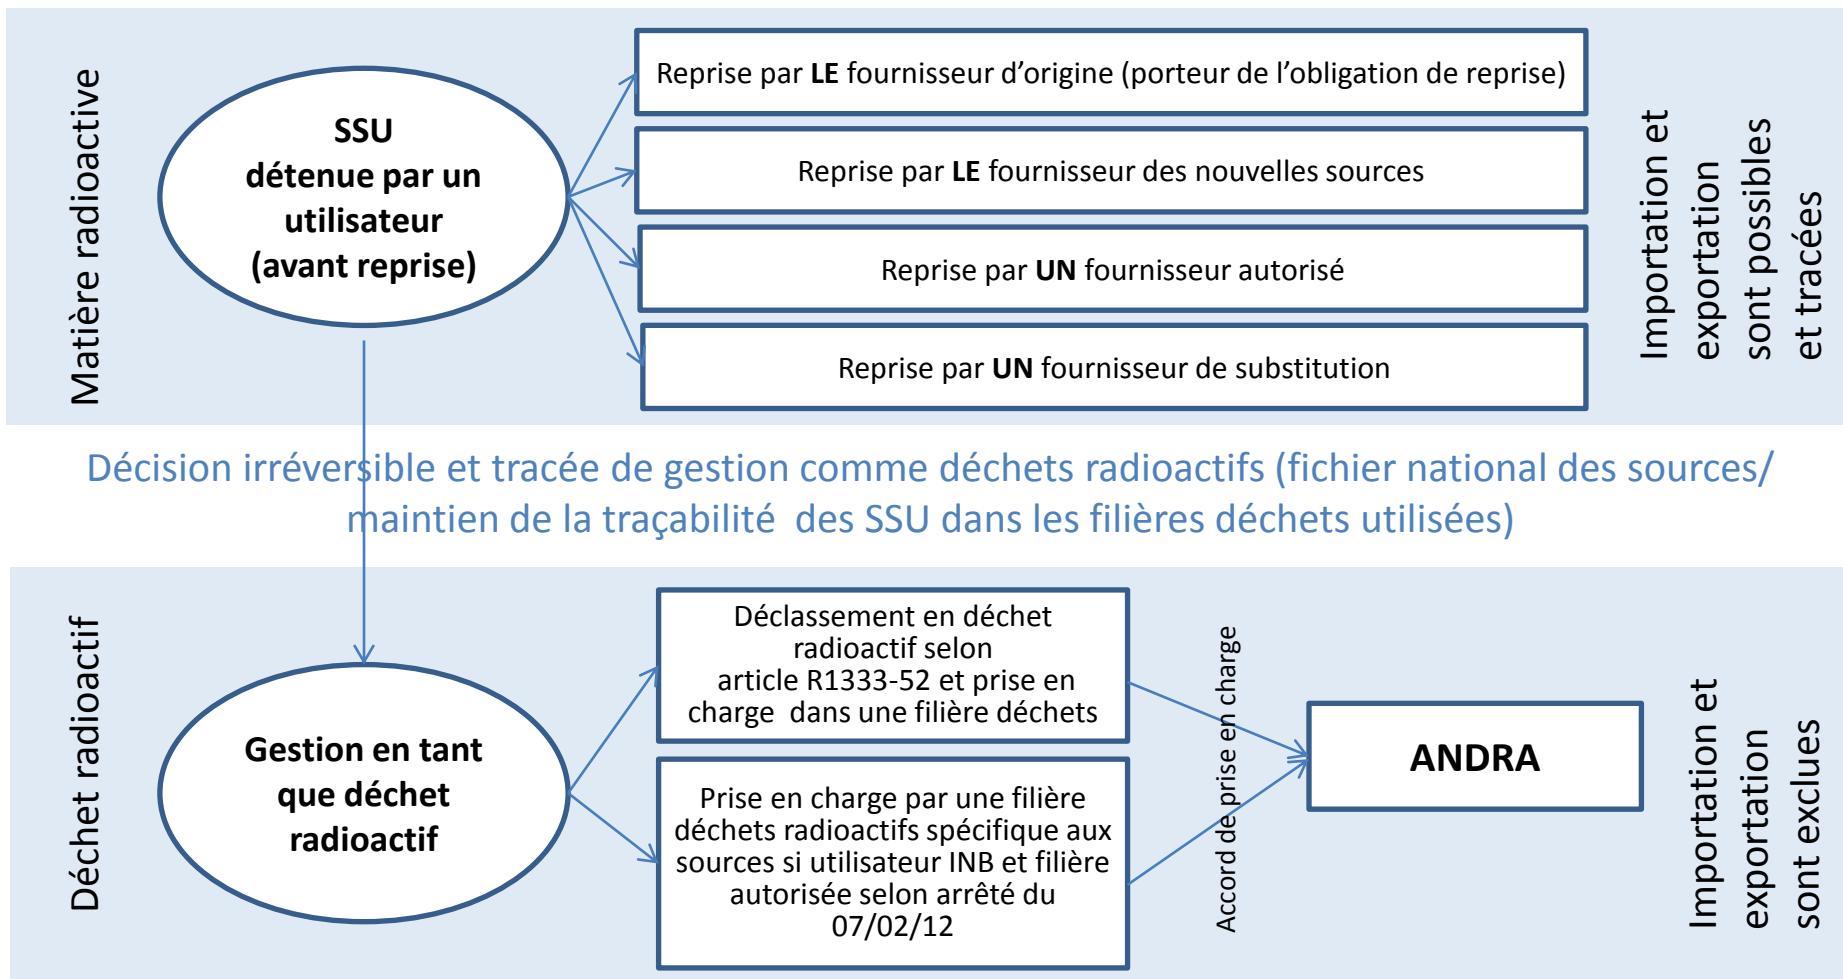 Matière radioactive
SSU
détenue par un
utilisateur
(avant reprise)
Reprise par LE fournisseur d’origine (porteur de l’obligation de reprise)
Reprise par LE fournisseur des nouvelles sources
Reprise par UN fournisseur autorisé
Reprise par UN fournisseur de substitution
Importation et
exportation
sont possibles
et tracées
Décision irréversible et tracée de gestion comme déchets radioactifs (fichier national des sources/
maintien de la traçabilité des SSU dans les filières déchets utilisées)
Déchet radioactif
Gestion en tant
que déchet
radioactif
Déclassement en déchet
radioactif selon
article R1333-52 et prise en
charge dans une filière déchets
Prise en charge par une filière
déchets radioactifs spécifique aux
sources si utilisateur INB et filière
autorisée selon arrêté du
07/02/12
Accord de prise en charge
ANDRA
Importation et
exportation
sont exclues